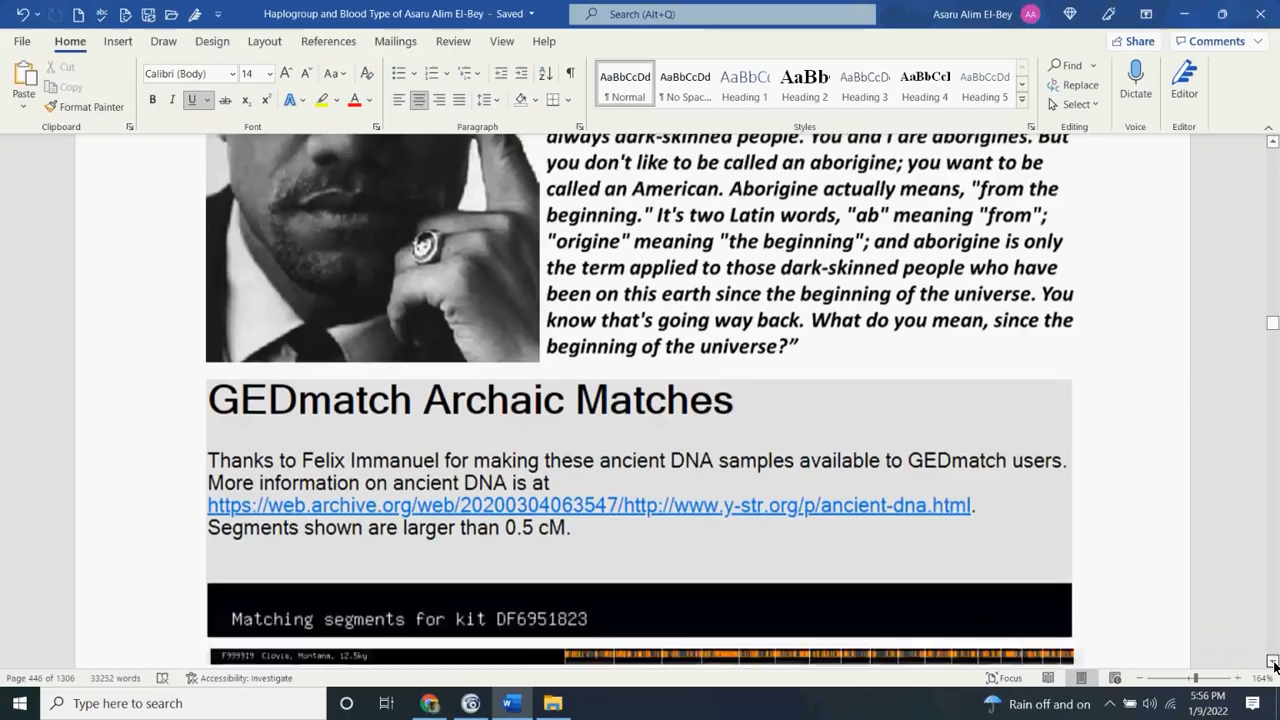 Haplogroup and Blood Type of Asaru Alim El-Bey - Saved
Search (Alt+Q)
Asaru Alim El-Bey
AA
File Home Insert Draw Design Layout References Mailings Review View Help
Share Comments
Paste
Cut
Copy
Format Painter
Clipboard
Calibri (Body) 14
Font
Paragraph
AaBbCcDd
¶ Normal
AaBbCcDd
¶ No Spac...
AaBbCc
Heading 1
AaBb
Heading 2
AaBbCcDd
Heading 3
AaBbCcI
Heading 4
AaBbCcDd
Heading 5
Styles
Find
Replace
Select
Editing
Dictate
Voice
Editor
Editor
always dark-skinned people. You and I are aborigines. But
you don't like to be called an aborigine; you want to be
called an American. Aborigine actually means, "from the
beginning." It's two Latin words, "ab" meaning "from";
"origine" meaning "the beginning"; and aborigine is only
the term applied to those dark-skinned people who have
been on this earth since the beginning of the universe. You
know that's going way back. What do you mean, since the
beginning of the universe?”
GEDmatch Archaic Matches
Thanks to Felix Immanuel for making these ancient DNA samples available to GEDmatch users.
More information on ancient DNA is at
https://web.archive.org/web/20200304063547/http://www.y-str.org/p/ancient-dna.html.
Segments shown are larger than 0.5 cM.
Matching segments for kit DF6951823
F999919 Clovis, Montana, 12.5ky
Page 446 of 1306 33252 words Accessibility: Investigate
Focus 164%
Type here to search
Rain off and on
5:56 PM
1/9/2022